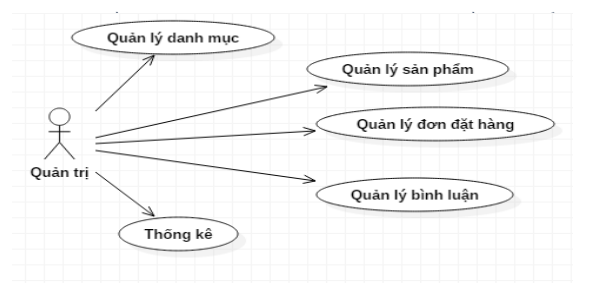 Quản lý danh mục
Quản lý sản phẩm
Quản lý đơn đặt hàng
Quản trị
Quản lý bình luận
Thống kê